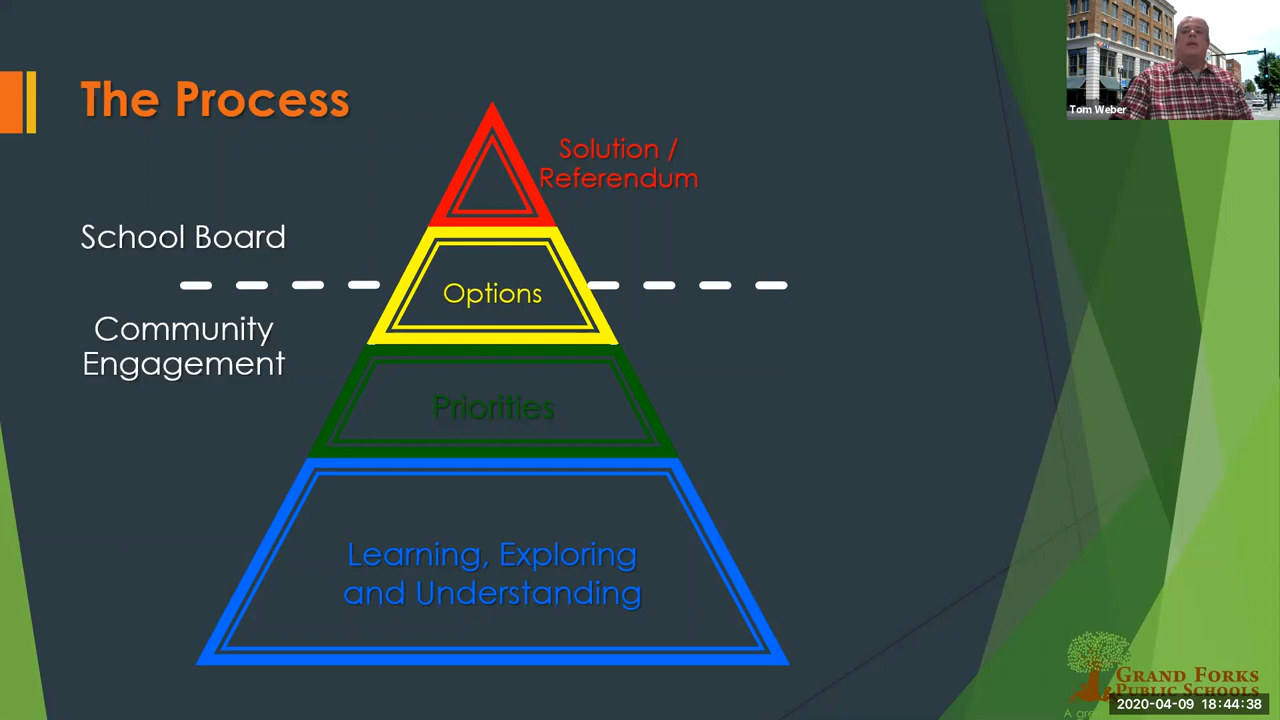 The Process
Tom Weber
Solution /
Referendum
School Board
Options
Community
Engagement
Priorities
Learning, Exploring
and Understanding
GRAND FORKS
PUBLIC SCHOOLS
2020-04-09 18:44:38